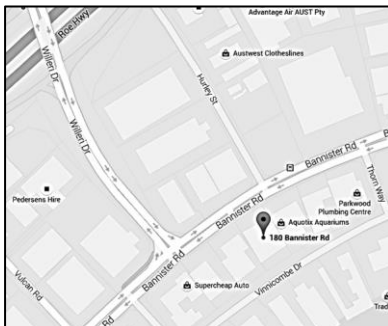 Advantage Air AUST Pty
Roe Hwy
Willeri Dr
Austwest Clotheslines
Hurley St
Willeri Dr
Bannister Rd
Thorn Way
Pedersens Hire
Bannister Rd
Parkwood
Plumbing Centre
Aquotix Aquariums
180 Bannister Rd
Bannister Rd
Vulcan Rd
Supercheap Auto
Vinnicombe Dr
Bannister Rd